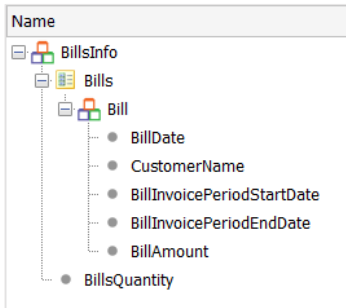 Name
BillsInfo
Bills
Bill
BillDate
CustomerName
BillInvoicePeriodStartDate
BillInvoicePeriodEndDate
BillAmount
BillsQuantity